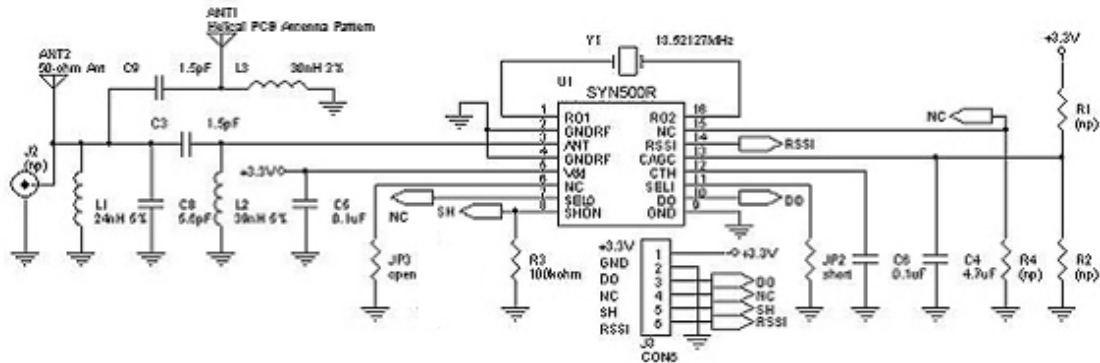 ANT1
Helical PCB Antenna Pattern
ANT2
50-ohm Ant
C9
1.5pF
L3
30nH 2%
Y1
13.52127MHz
+3.3V
U1
SYN500R
C3
1.5pF
R1
(np)
NC
J2
(np)
1
RO1
RO2
16
2
GNDRF
NC
15
3
ANT
RSSI
14
RSSI
4
GNDRF
CAGC
13
5
Vdd
CTH
12
6
NC
SEL1
11
7
SEL0
DO
10
DO
8
SHDN
GND
9
+3.3V
L1
24nH 5%
C8
L2
39nH 5%
C5
0.1uF
NC
SH
JP3
open
R3
100kohm
+3.3V
GND
DO
NC
SH
RSSI
1
2
3
4
5
6
+3.3V
DO
NC
SH
RSSI
J3
JP2
short
C6
0.1uF
C4
4.7uF
R4
(np)
R2
(np)